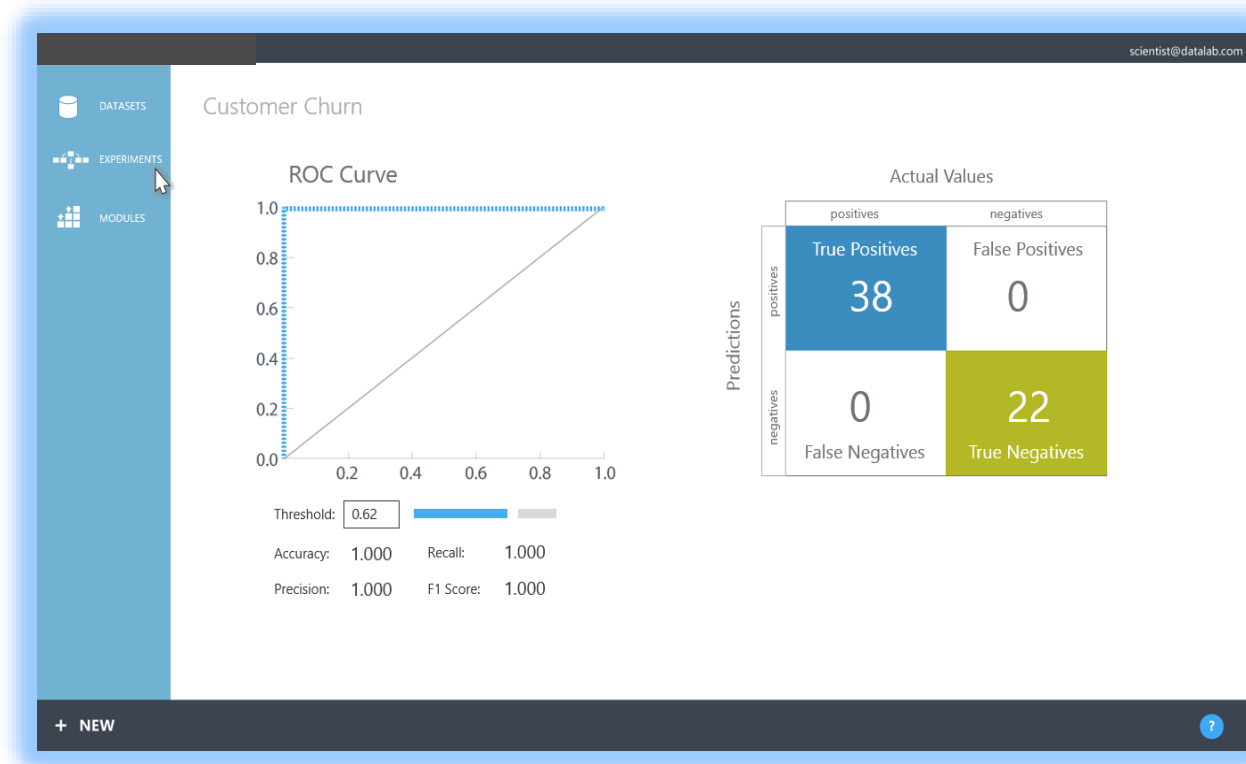 scientist@datalab.com
DATASETS
EXPERIMENTS
MODULES
Customer Churn
ROC Curve
1.0
0.8
0.6
0.4
0.2
0.0
0.2 0.4 0.6 0.8 1.0
Threshold: 0.62
Accuracy: 1.000 Recall: 1.000
Precision: 1.000 F1 Score: 1.000
Actual Values
positives negatives
Predictions
positives
True Positives False Positives
38 0
negatives
0 22
False Negatives True Negatives
+ NEW
?